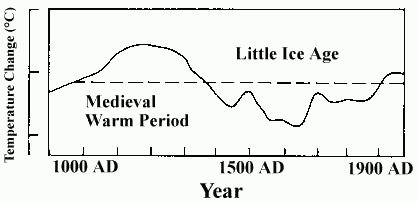 Temperature Change (°C)
Little Ice Age
Medieval
Warm Period
1000 AD
1500 AD
1900 AD
Year